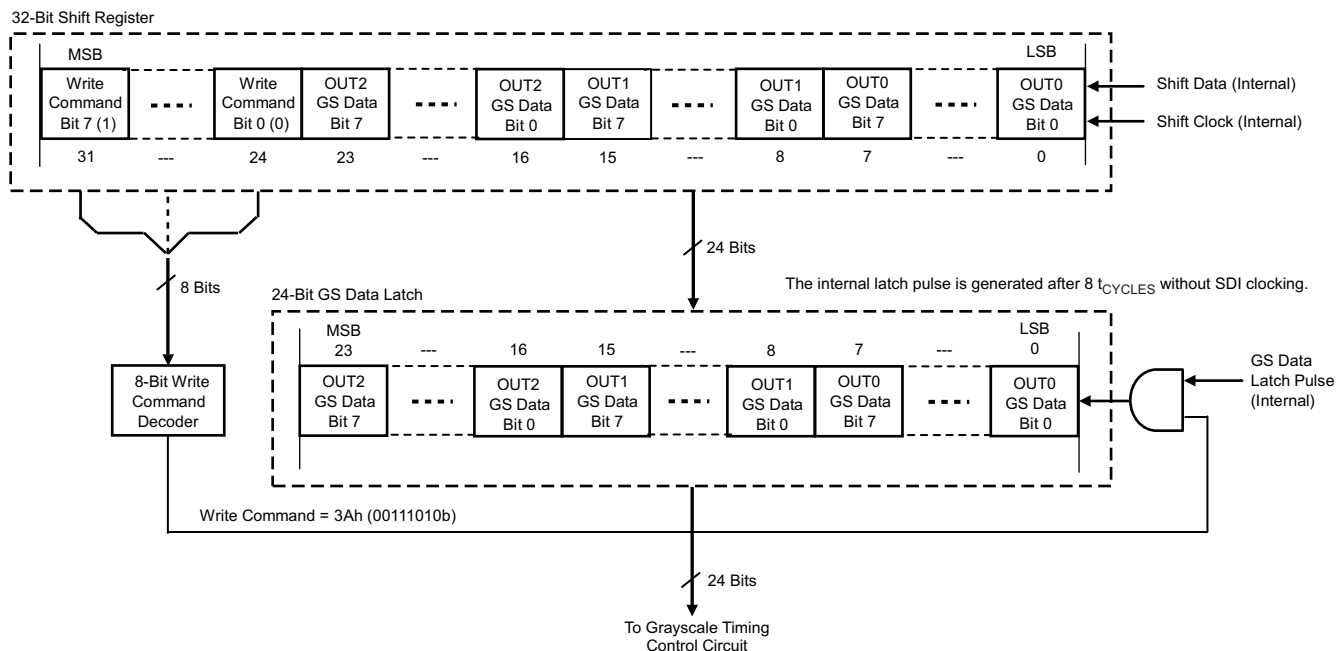 32-Bit Shift Register
MSB
LSB
Write
Command
Bit 7 (1)
Write
Command
Bit 0 (0)
OUT2
GS Data
Bit 7
OUT2
GS Data
Bit 0
OUT1
GS Data
Bit 7
OUT1
GS Data
Bit 0
OUT0
GS Data
Bit 7
OUT0
GS Data
Bit 0
Shift Data (Internal)
Shift Clock (Internal)
31 --- 24 23 --- 16 15 --- 8 7 --- 0
24 Bits
8 Bits
The internal latch pulse is generated after 8 tCYCLES without SDI clocking.
24-Bit GS Data Latch
MSB
LSB
23 --- 16 15 --- 8 7 --- 0
OUT2
GS Data
Bit 7
OUT2
GS Data
Bit 0
OUT1
GS Data
Bit 7
OUT1
GS Data
Bit 0
OUT0
GS Data
Bit 7
OUT0
GS Data
Bit 0
GS Data
Latch Pulse
(Internal)
8-Bit Write
Command
Decoder
Write Command = 3Ah (00111010b)
24 Bits
To Grayscale Timing
Control Circuit